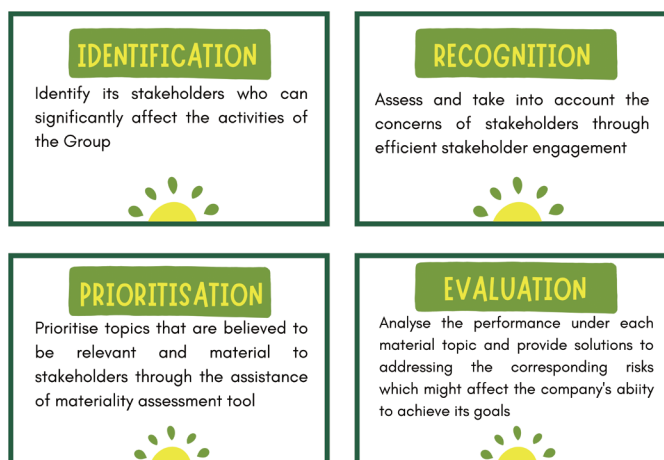 IDENTIFICATION
Identify its stakeholders who can
significantly affect the activities of
the Group
RECOGNITION
Assess and take into account the
concerns of stakeholders through
efficient stakeholder engagement
PRIORITISATION
Prioritise topics that are believed to
be relevant and material to
stakeholders through the assistance
of materiality assessment tool
EVALUATION
Analyse the performance under each
material topic and provide solutions to
addressing the corresponding risks
which might affect the company's abiity
to achieve its goals